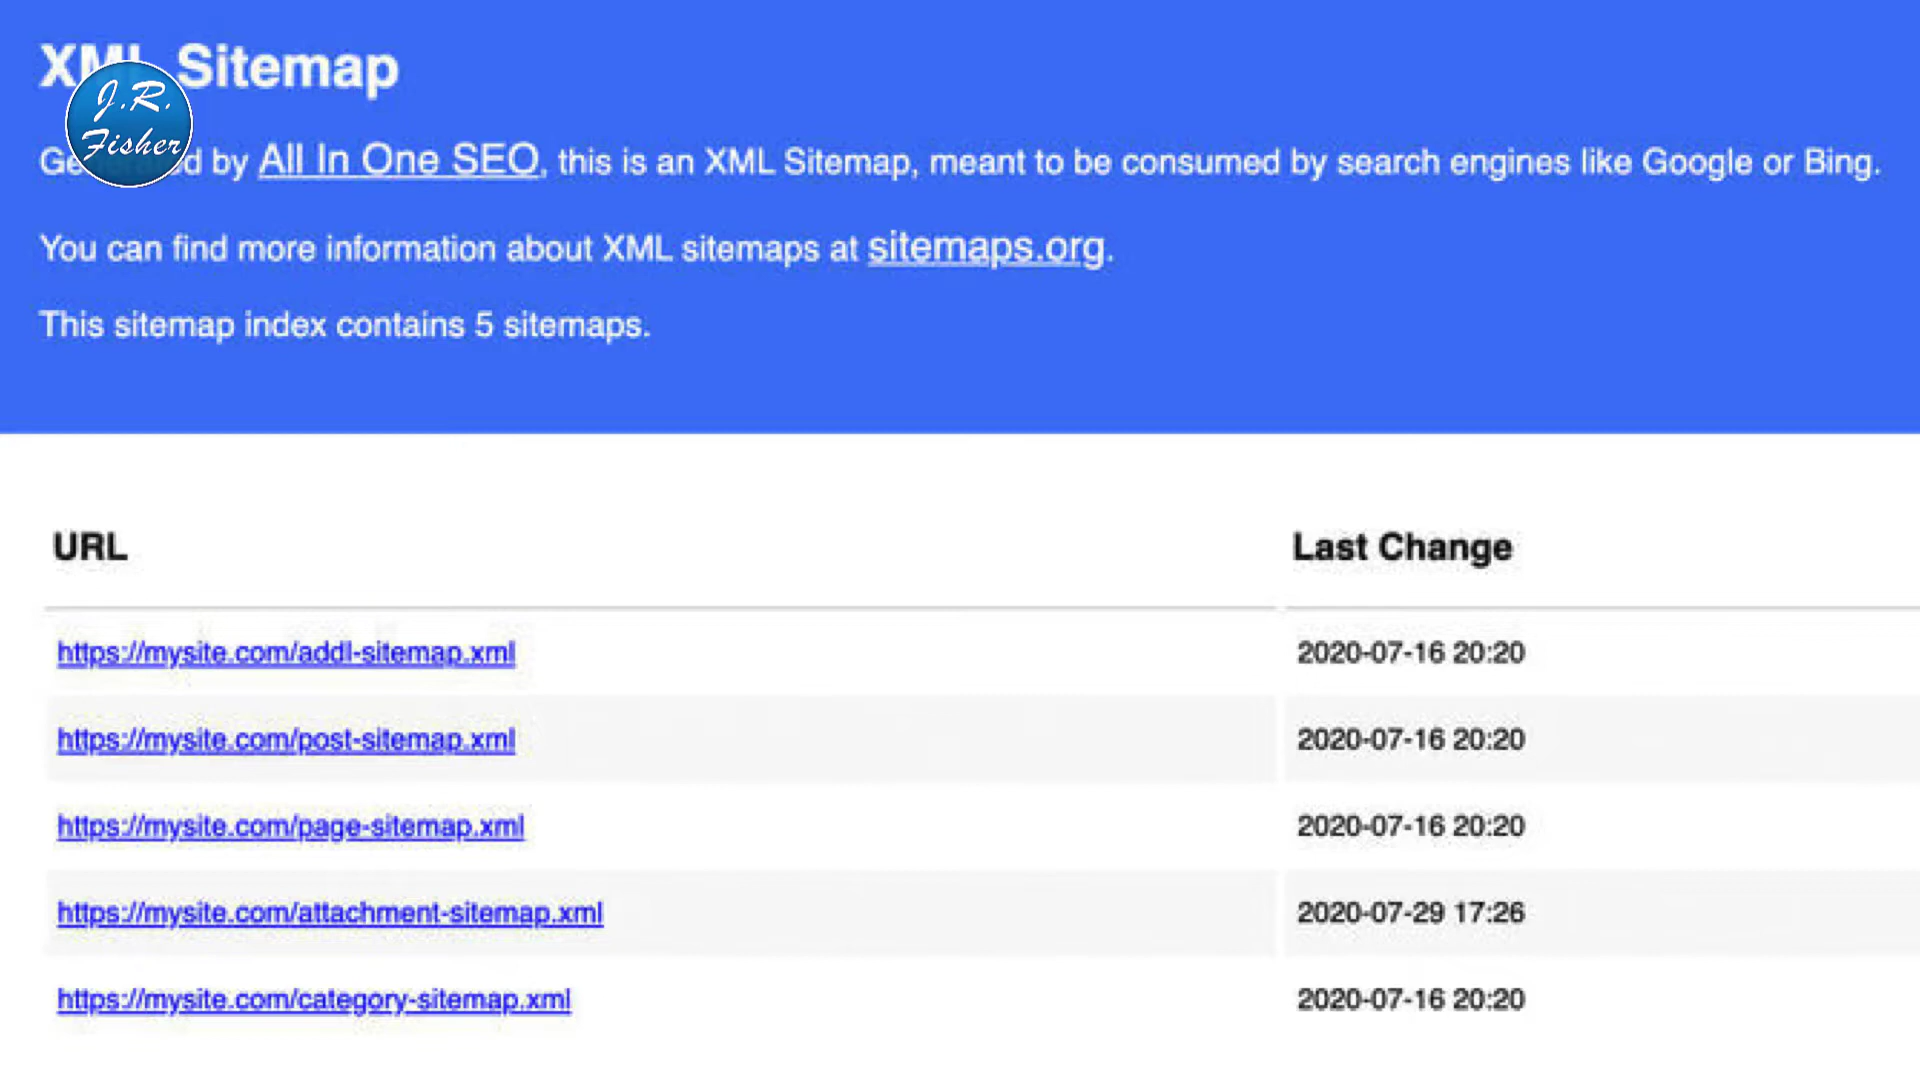 XML Sitemap
J.R.
Fisher
by All In One SEO, this is an XML Sitemap, meant to be consumed by search engines like Google or Bing.
You can find more information about XML sitemaps at sitemaps.org.
This sitemap index contains 5 sitemaps.
URL Last Change
https://mysite.com/addl-sitemap.xml 2020-07-16 20:20
https://mysite.com/post-sitemap.xml 2020-07-16 20:20
https://mysite.com/page-sitemap.xml 2020-07-16 20:20
https://mysite.com/attachment-sitemap.xml 2020-07-29 17:26
https://mysite.com/category-sitemap.xml 2020-07-16 20:20